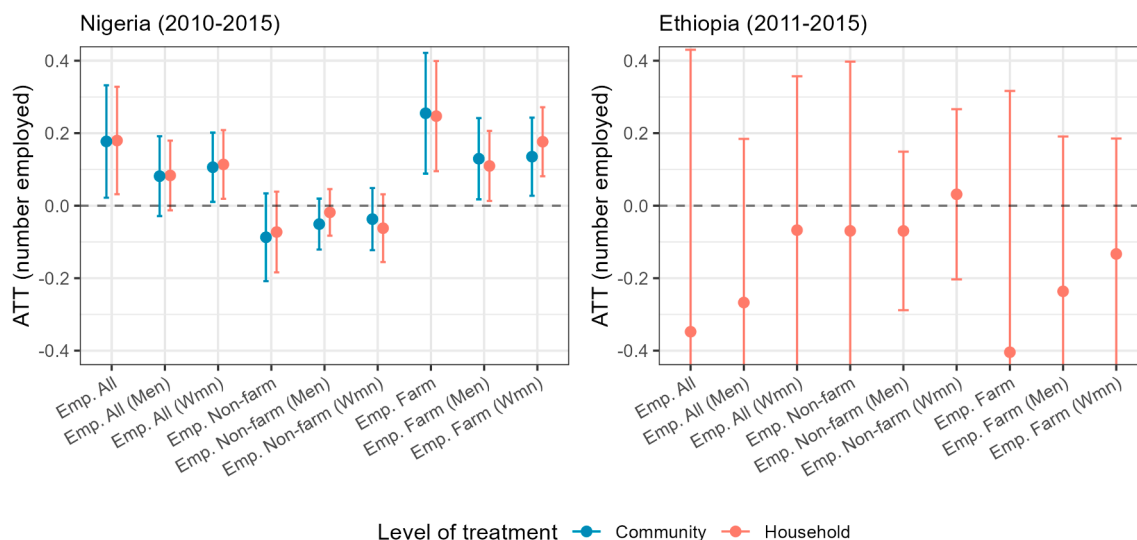 Nigeria (2010-2015)
ATT (number employed)
0.4
0.2
0.0
-0.2
-0.4
Emp. All
Emp. All (Men)
Emp. All (Wmn)
Emp. Non-farm
Emp. Non-farm (Men)
Emp. Non-farm (Wmn)
Emp. Farm
Emp. Farm (Men)
Emp. Farm (Wmn)
Ethiopia (2011-2015)
ATT (number employed)
0.4
0.2
0.0
-0.2
-0.4
Emp. All
Emp. All (Men)
Emp. All (Wmn)
Emp. Non-farm
Emp. Non-farm (Men)
Emp. Non-farm (Wmn)
Emp. Farm
Emp. Farm (Men)
Emp. Farm (Wmn)
Level of treatment Community Household